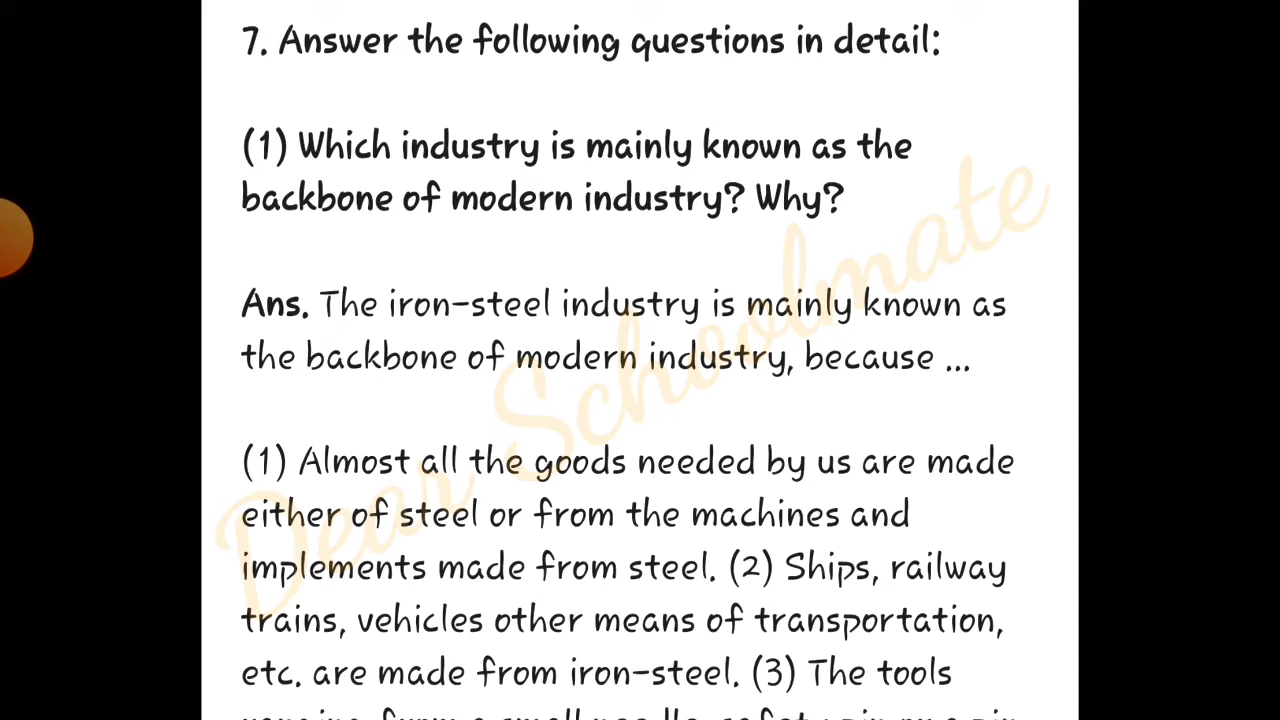 7. Answer the following questions in detail:
(1) Which industry is mainly known as the
backbone of modern industry? Why?
Ans. The iron-steel industry is mainly known as
the backbone of modern industry, because ...
(1) Almost all the goods needed by us are made
either of steel or from the machines and
implements made from steel. (2) Ships, railway
trains, vehicles other means of transportation,
etc. are made from iron-steel. (3) The tools
Dear Schoolmate